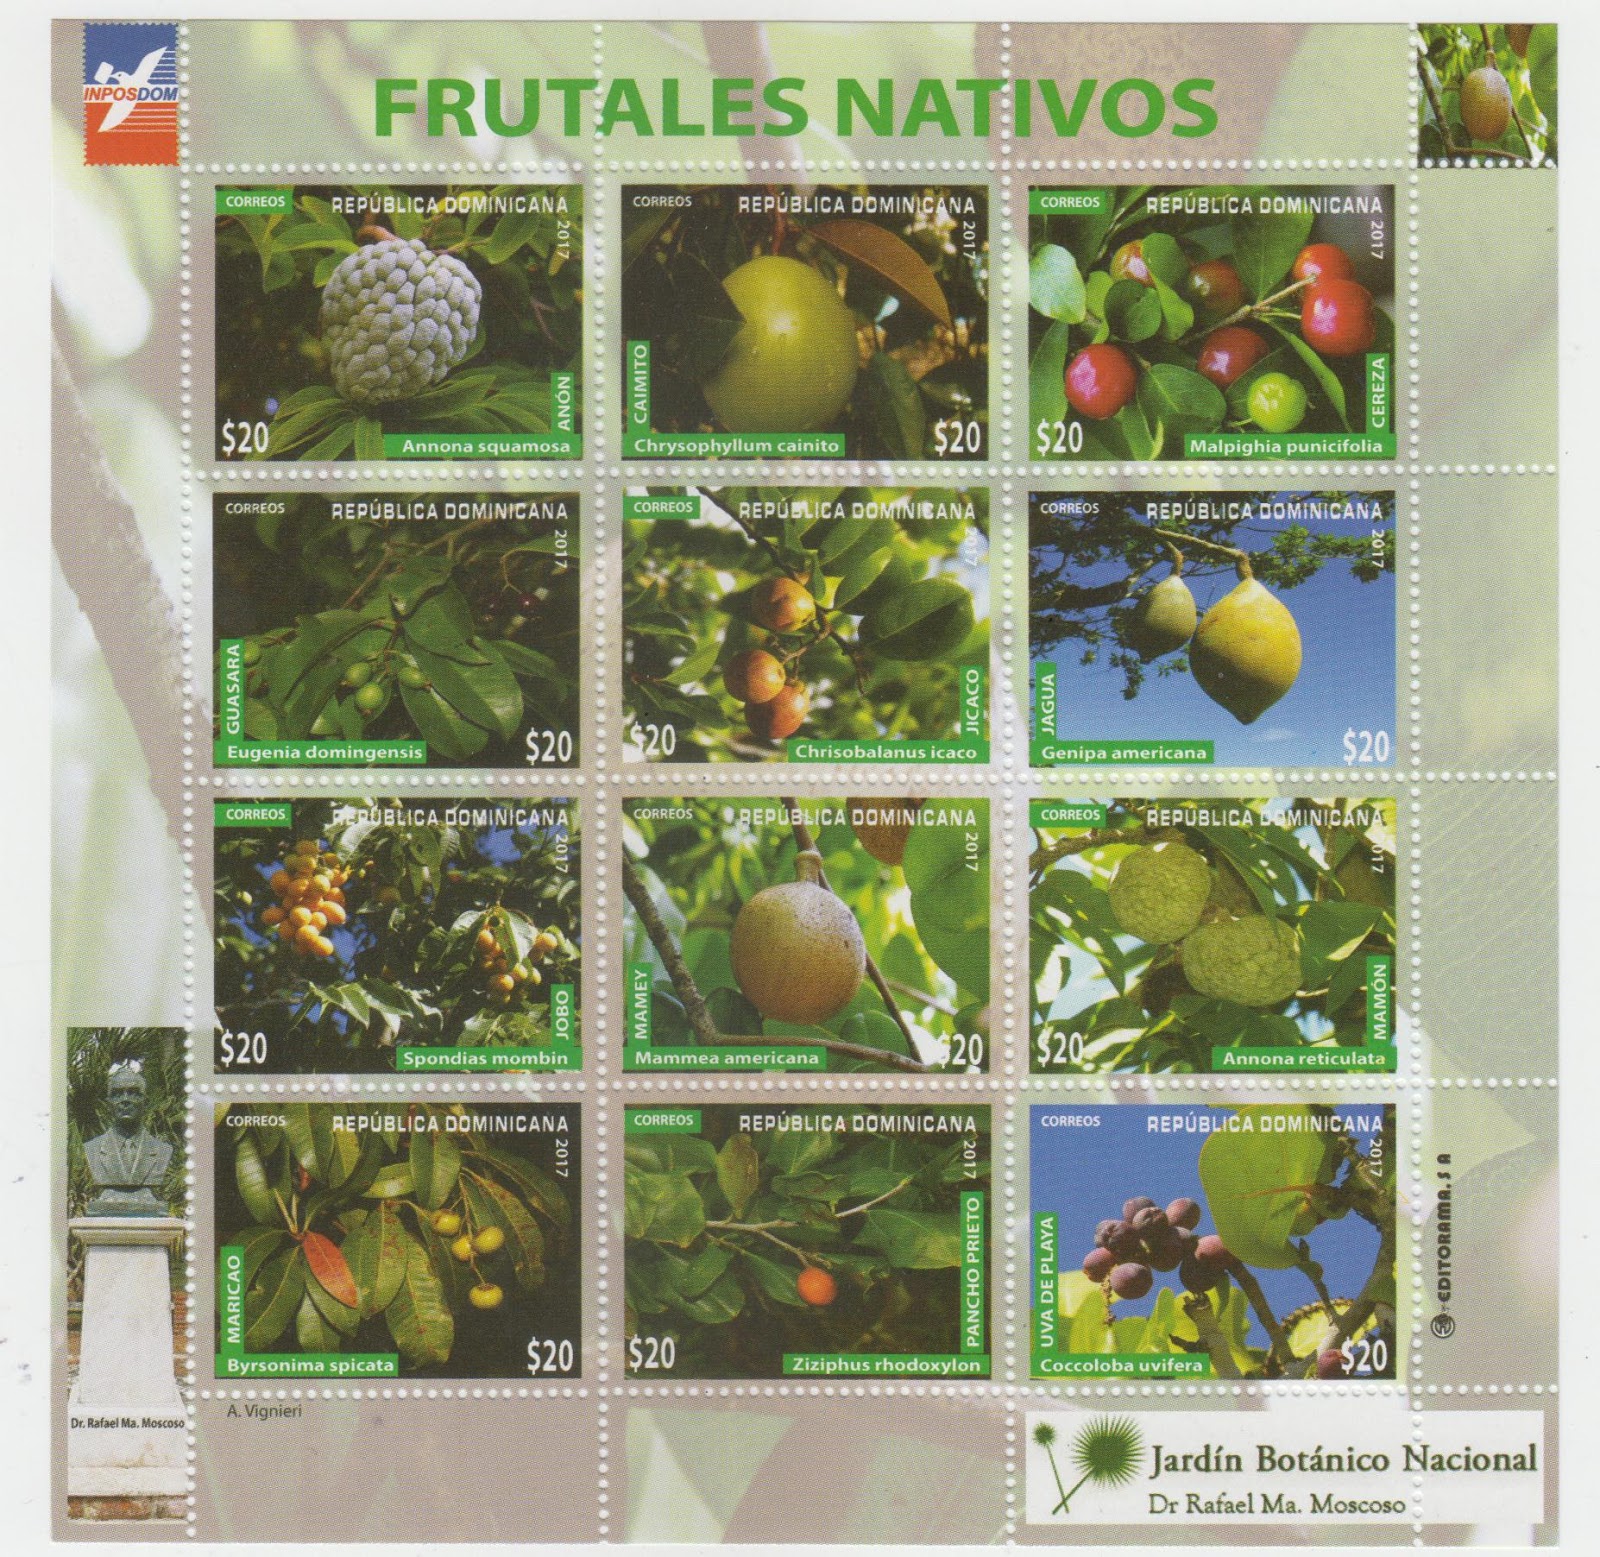 INPOSDOM
FRUTALES NATIVOS
CORREOS
REPÚBLICA DOMINICANA
2017
ANÓN
$20
Annona squamosa
CORREOS
REPÚBLICA DOMINICANA
2017
CAIMITO
Chrysophyllum cainito
$20
CORREOS
REPÚBLICA DOMINICANA
2017
CEREZA
$20
Malpighia punicifolia
CORREOS
REPÚBLICA DOMINICANA
2017
GUASARA
Eugenia domingensis
$20
CORREOS
REPÚBLICA DOMINICANA
2017
JICACO
$20
Chrisobalanus icaco
CORREOS
REPÚBLICA DOMINICANA
2017
JAGUA
Genipa americana
$20
CORREOS
REPÚBLICA DOMINICANA
2017
JOBO
$20
Spondias mombin
CORREOS
REPÚBLICA DOMINICANA
2017
MAMEY
Mammea americana
$20
CORREOS
REPÚBLICA DOMINICANA
2017
MAMÓN
$20
Annona reticulata
CORREOS
REPÚBLICA DOMINICANA
2017
MARICAO
Byrsonima spicata
$20
CORREOS
REPÚBLICA DOMINICANA
2017
PANCHO PRIETO
$20
Ziziphus rhodoxylon
CORREOS
REPÚBLICA DOMINICANA
2017
UVA DE PLAYA
Coccoloba uvifera
$20
EDITORAMA, S A
Dr. Rafael Ma. Moscoso
A. Vignieri
Jardín Botánico Nacional
Dr Rafael Ma. Moscoso